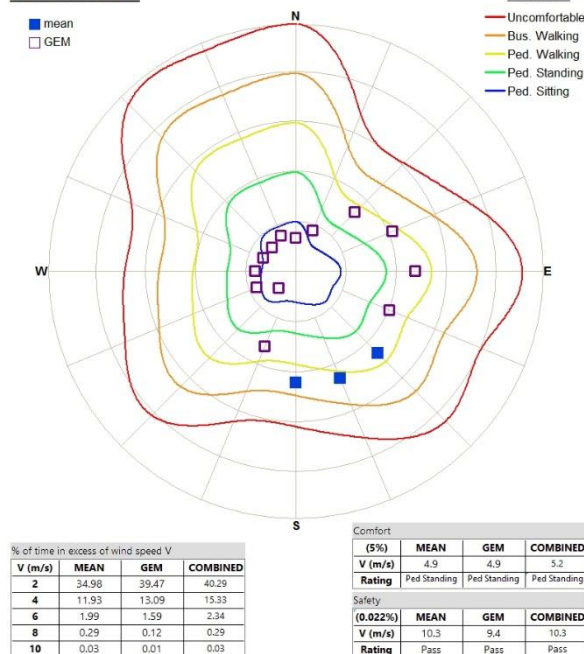 N
mean
GEM
Uncomfortable
Bus. Walking
Ped. Walking
Ped. Standing
Ped. Sitting
W
E
S
% of time in excess of wind speed V
V (m/s) MEAN GEM COMBINED
2 34.98 39.47 40.29
4 11.93 13.09 15.33
6 1.99 1.59 2.34
8 0.29 0.12 0.29
10 0.03 0.01 0.03
Comfort
(5%) MEAN GEM COMBINED
V (m/s) 4.9 4.9 5.2
Rating Ped Standing Ped Standing Ped Standing
Safety
(0.022%) MEAN GEM COMBINED
V (m/s) 10.3 9.4 10.3
Rating Pass Pass Pass